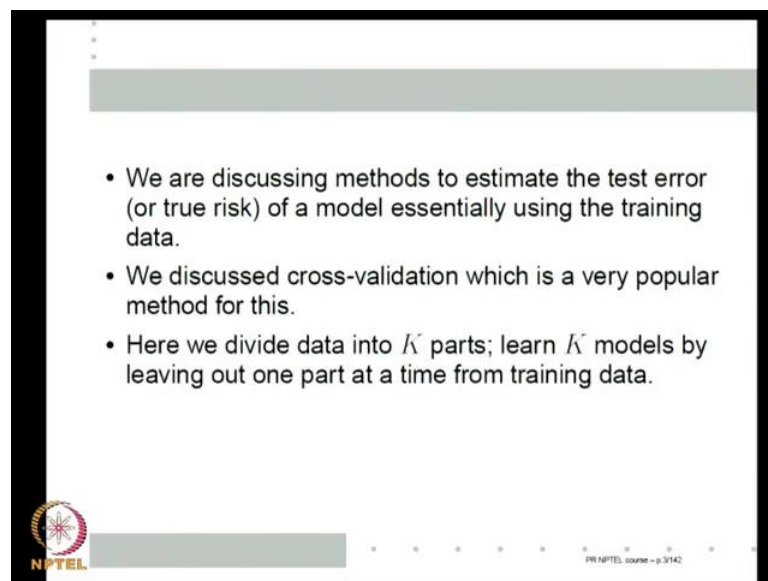 • We are discussing methods to estimate the test error
(or true risk) of a model essentially using the training
data.
• We discussed cross-validation which is a very popular
method for this.
• Here we divide data into K parts; learn K models by
leaving out one part at a time from training data.
NPTEL
PR NPTEL course – p.3/142